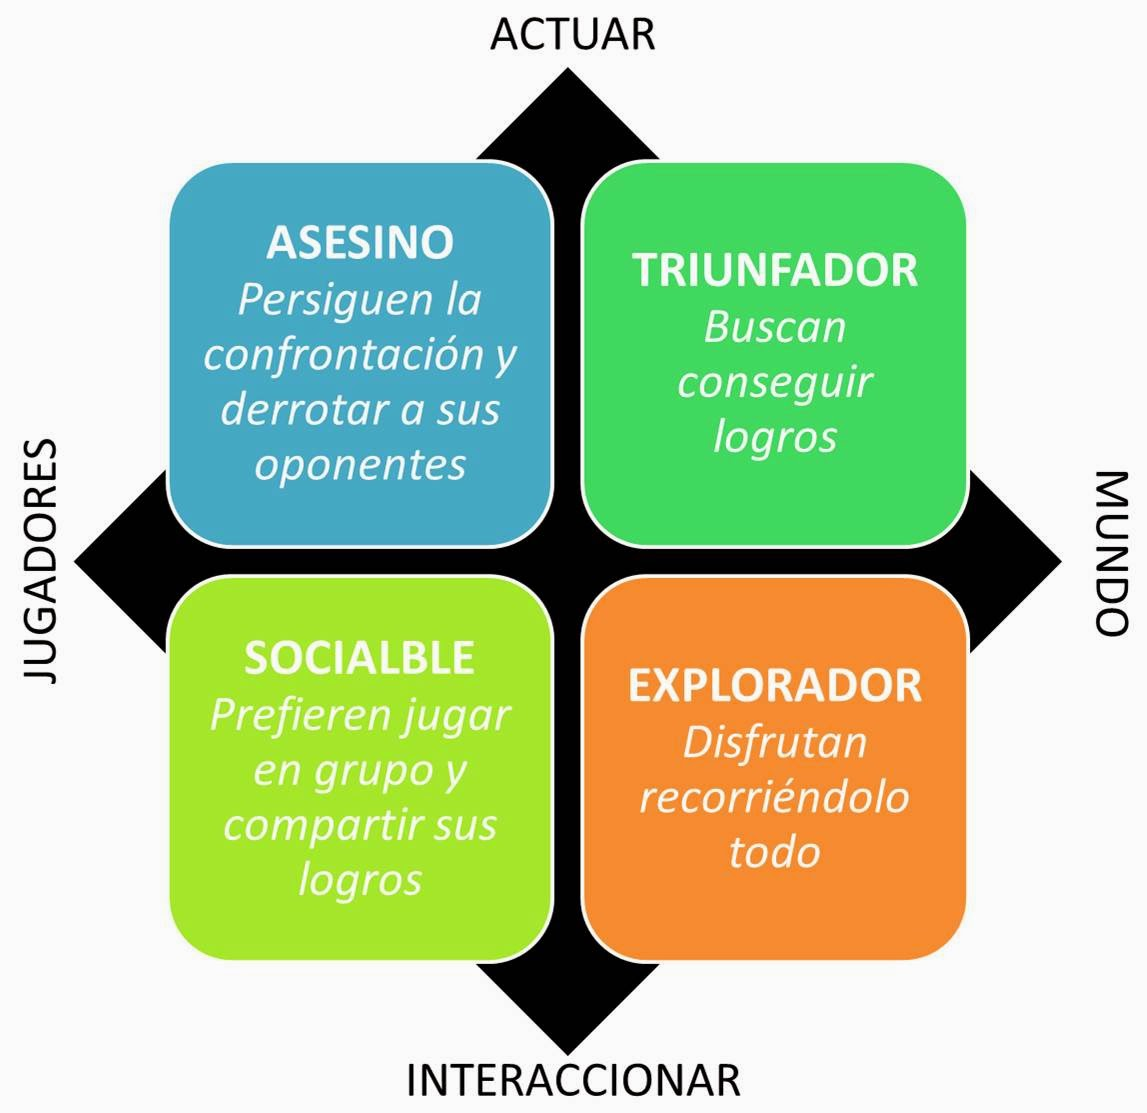 ACTUAR
ASESINO
Persiguen la
confrontación y
derrotar a sus
oponentes
TRIUNFADOR
Buscan
conseguir
logros
JUGADORES
MUNDO
SOCIALBLE
Prefieren jugar
en grupo y
compartir sus
logros
EXPLORADOR
Disfrutan
recorriéndolo
todo
INTERACCIONAR